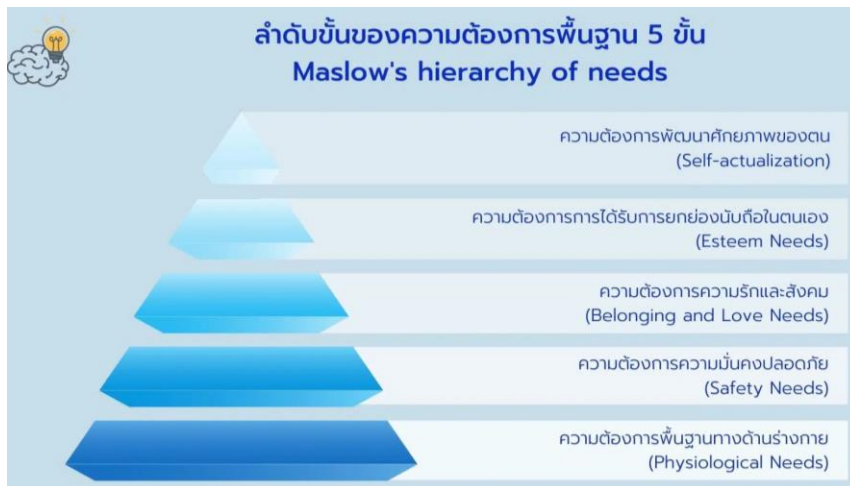 ลำดับขั้นของความต้องการพื้นฐาน 5 ขั้น
Maslow's hierarchy of needs
ความต้องการพัฒนาศักยภาพของตน
(Self-actualization)
ความต้องการการได้รับการยกย่องนับถือในตนเอง
(Esteem Needs)
ความต้องการความรักและสังคม
(Belonging and Love Needs)
ความต้องการความมั่นคงปลอดภัย
(Safety Needs)
ความต้องการพื้นฐานทางด้านร่างกาย
(Physiological Needs)